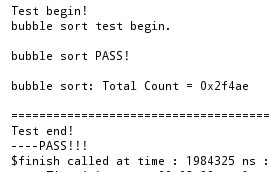 Test begin!
bubble sort test begin.
bubble sort PASS!
bubble sort: Total Count = 0x2f4ae
=====================================
Test end!
----PASS!!!
$finish called at time : 1984325 ns :